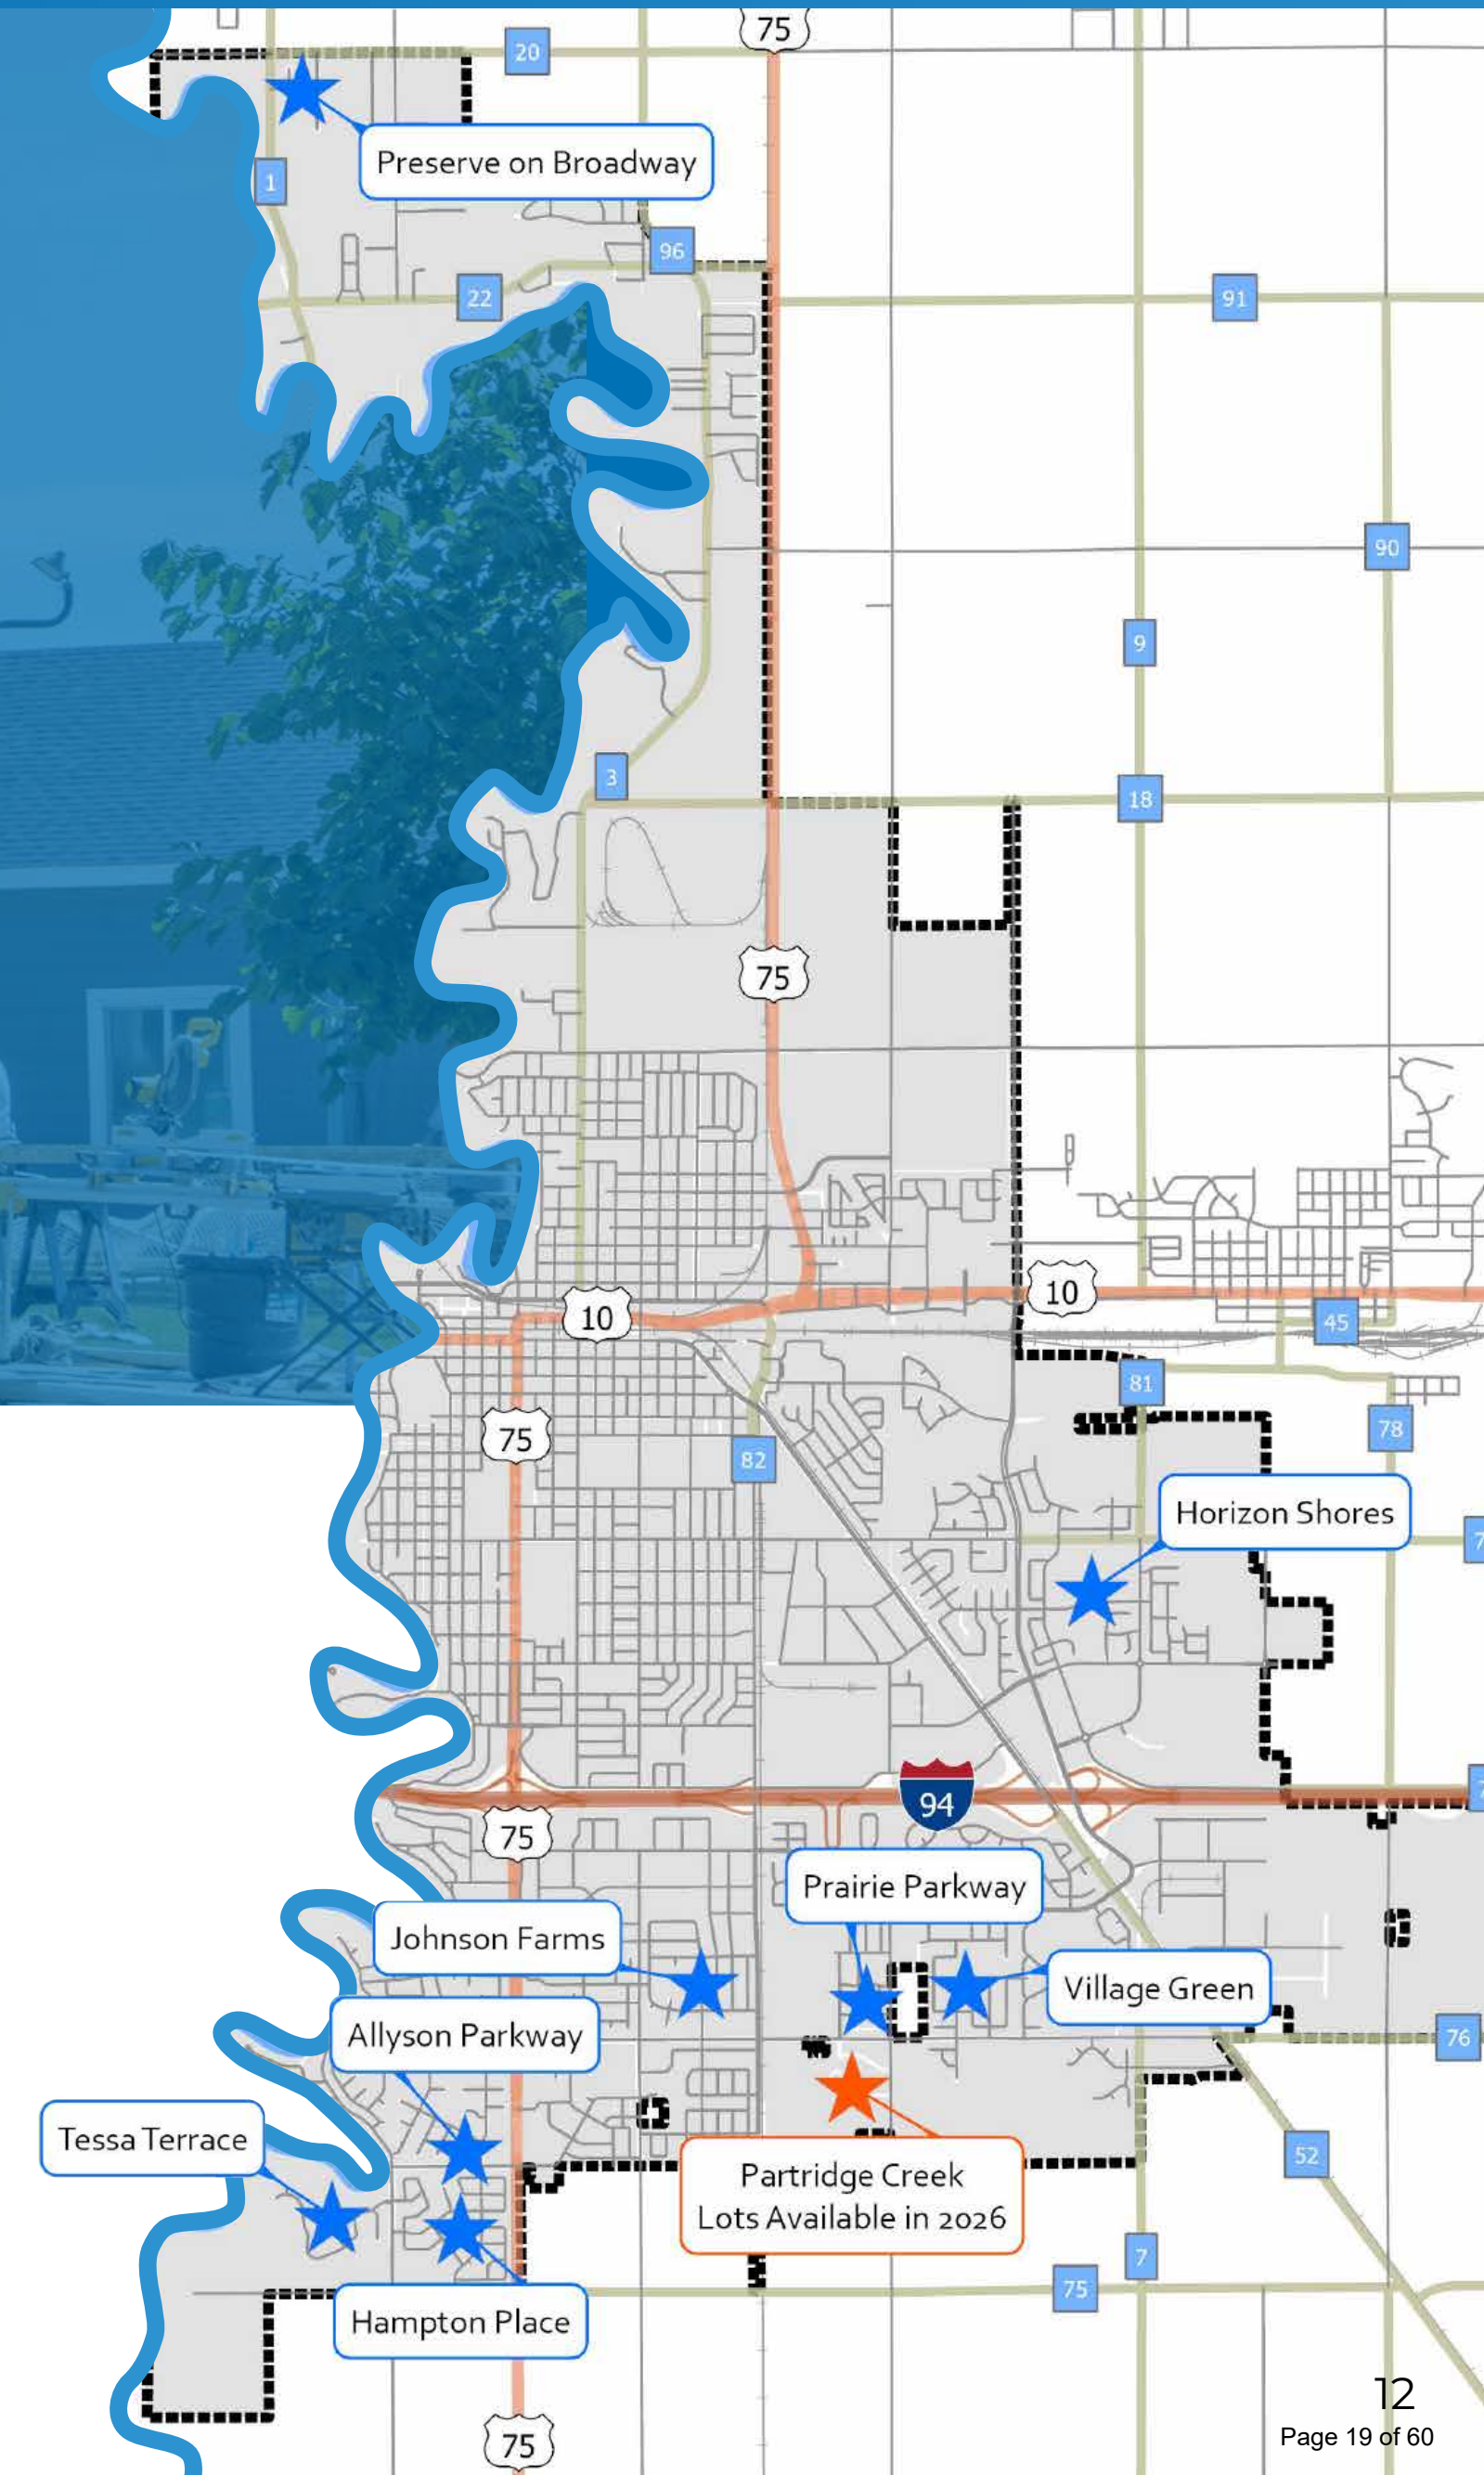 75
20
Preserve on Broadway
1
96
22
91
90
9
3
18
75
10
10
45
81
75
78
82
Horizon Shores
94
75
Prairie Parkway
Johnson Farms
Village Green
Allyson Parkway
76
Tessa Terrace
52
Partridge Creek
Lots Available in 2026
7
75
Hampton Place
12
75
Page 19 of 60